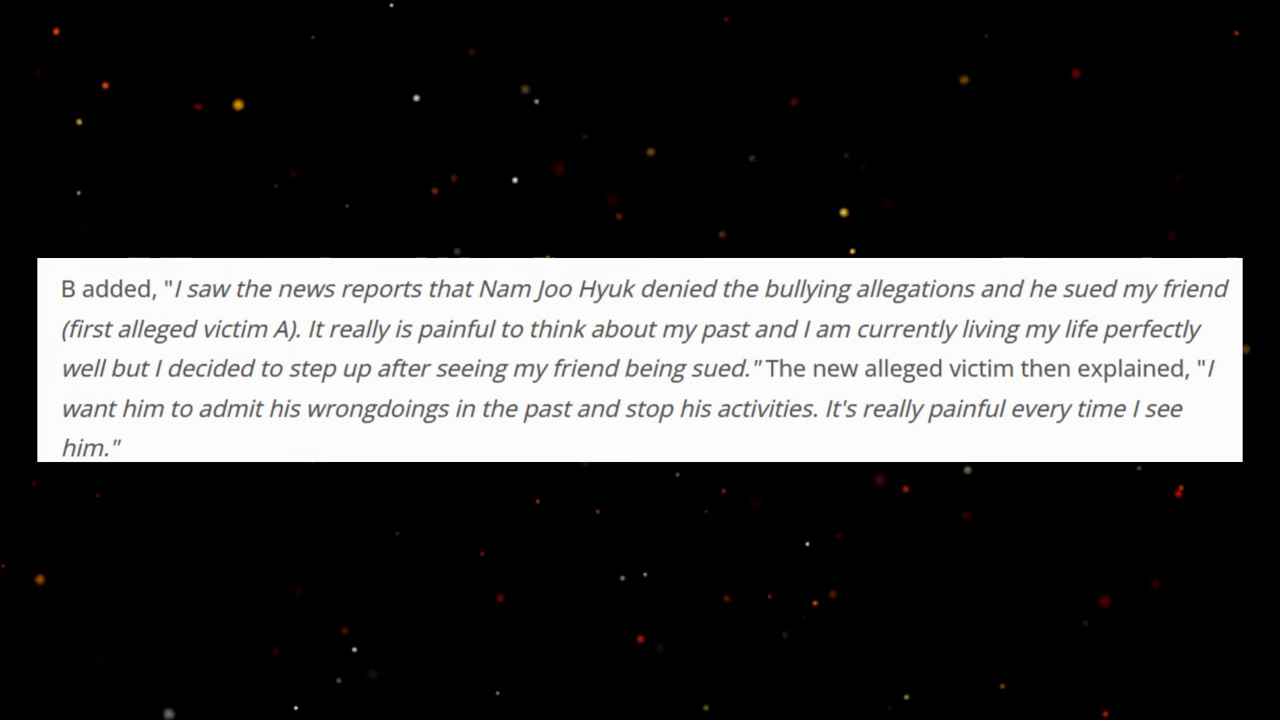 B added, "I saw the news reports that Nam Joo Hyuk denied the bullying allegations and he sued my friend
(first alleged victim A). It really is painful to think about my past and I am currently living my life perfectly
well but I decided to step up after seeing my friend being sued." The new alleged victim then explained, "I
want him to admit his wrongdoings in the past and stop his activities. It's really painful every time I see
him."